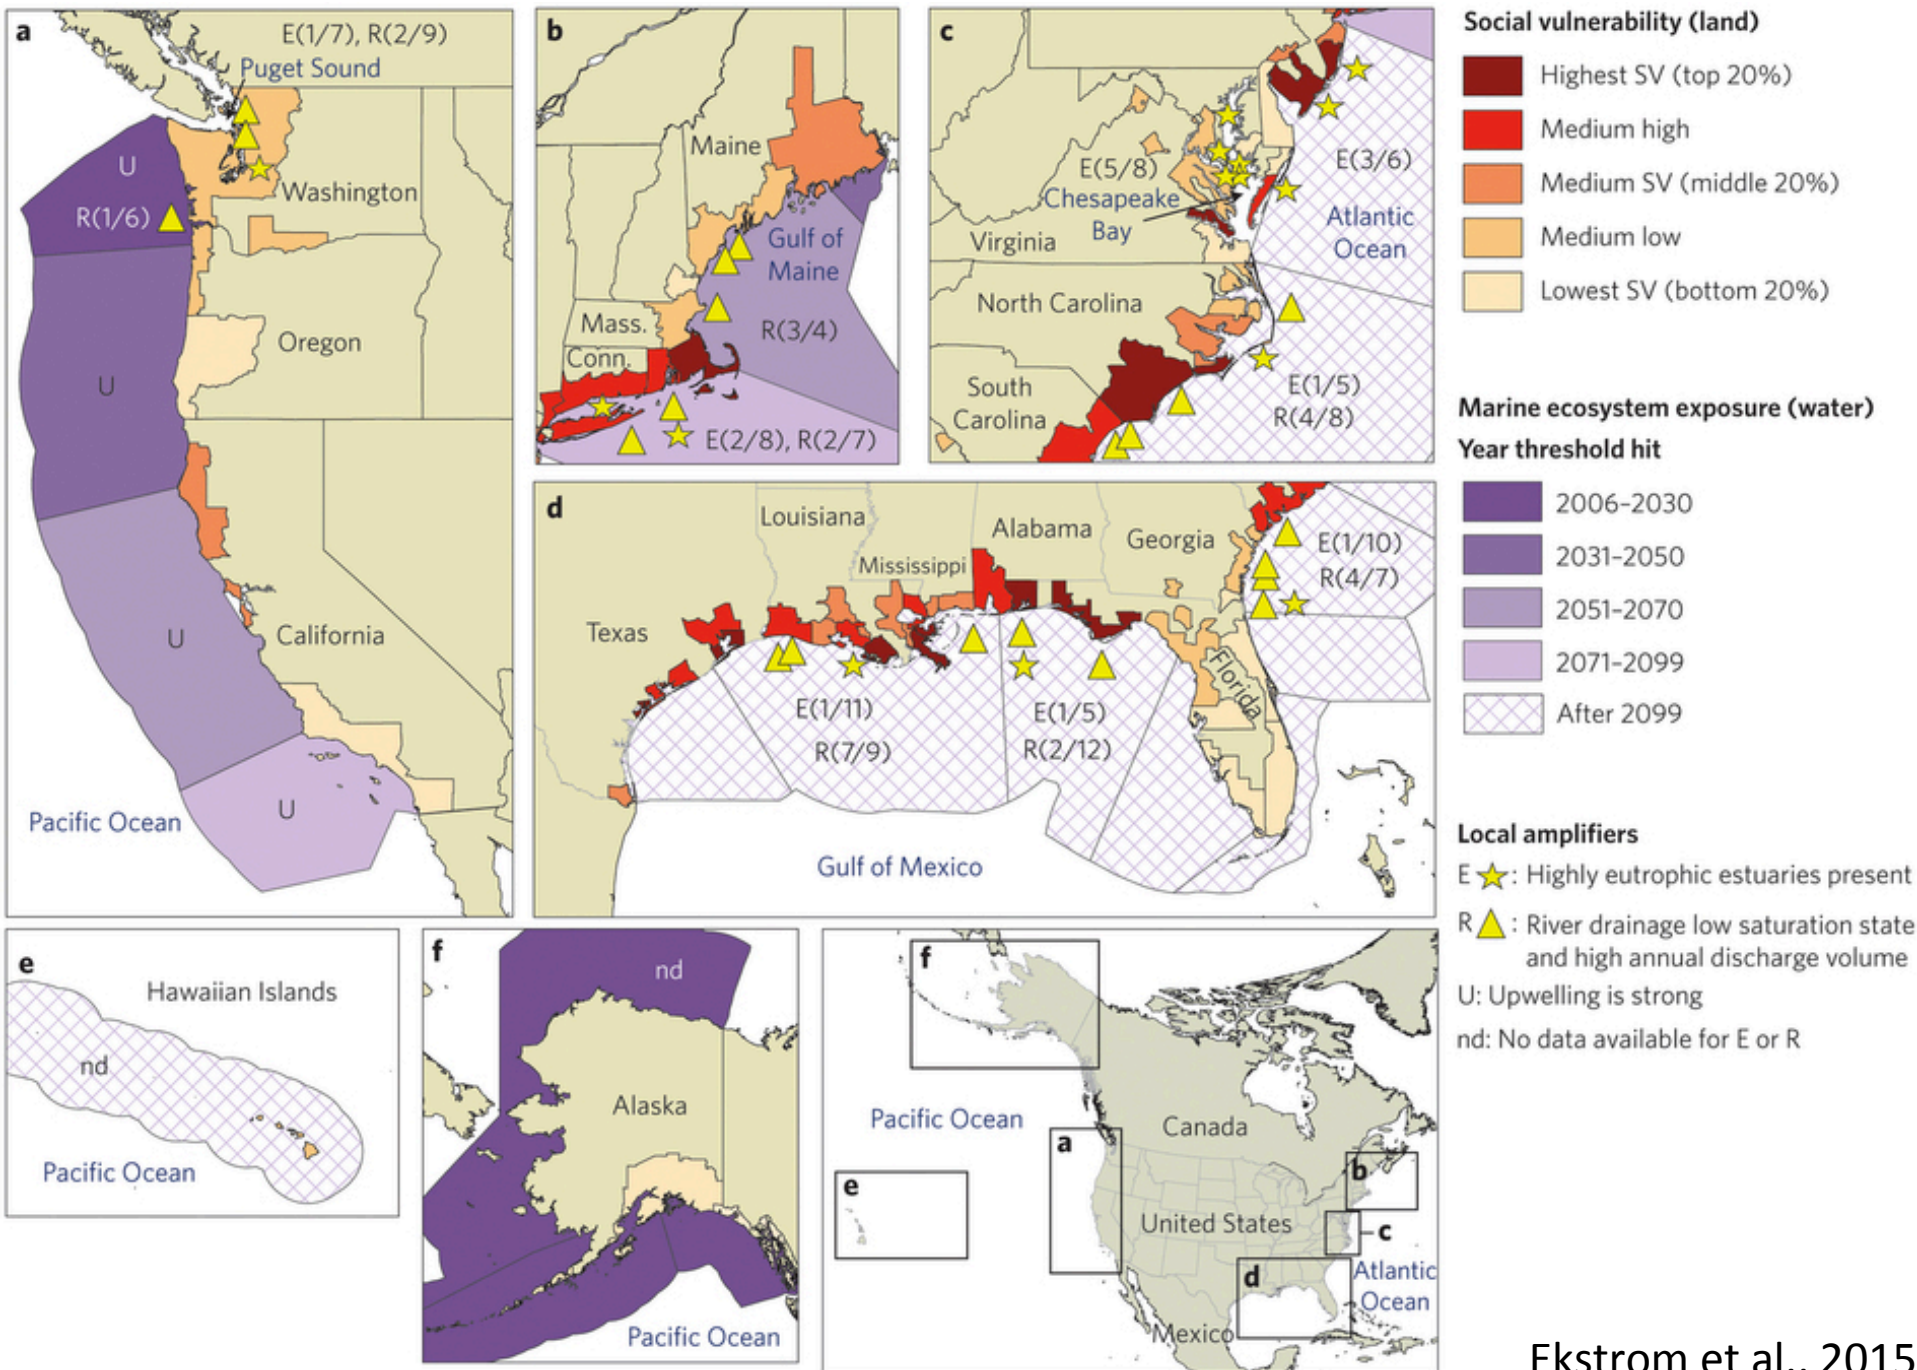 a
E(1/7), R(2/9)
Puget Sound
U
R(1/6)
Washington
U
Oregon
U
California
U
Pacific Ocean
b
Maine
Gulf of
Maine
Mass.
R(3/4)
Conn.
E(2/8), R(2/7)
c
E(5/8)
Chesapeake
Bay
E(3/6)
Atlantic
Ocean
Virginia
North Carolina
South
Carolina
E(1/5)
R(4/8)
d
Louisiana
Alabama
Georgia
Mississippi
Texas
Florida
E(1/10)
R(4/7)
E(1/11)
R(7/9)
E(1/5)
R(2/12)
Gulf of Mexico
e
Hawaiian Islands
nd
Pacific Ocean
f
nd
Alaska
Pacific Ocean
f
Pacific Ocean
Canada
a
b
e
United States
c
d
Atlantic
Ocean
Mexico
Social vulnerability (land)
Highest SV (top 20%)
Medium high
Medium SV (middle 20%)
Medium low
Lowest SV (bottom 20%)
Marine ecosystem exposure (water)
Year threshold hit
2006–2030
2031–2050
2051–2070
2071–2099
After 2099
Local amplifiers
E : Highly eutrophic estuaries present
R : River drainage low saturation state
and high annual discharge volume
U: Upwelling is strong
nd: No data available for E or R
Ekstrom et al., 2015